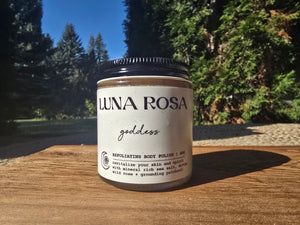 LUNA ROSA
goddess
EXFOLIATING BODY POLISH :
revitalize your skin and spirit
with mineral rich sea salt,
wild rose + grounding patchouli